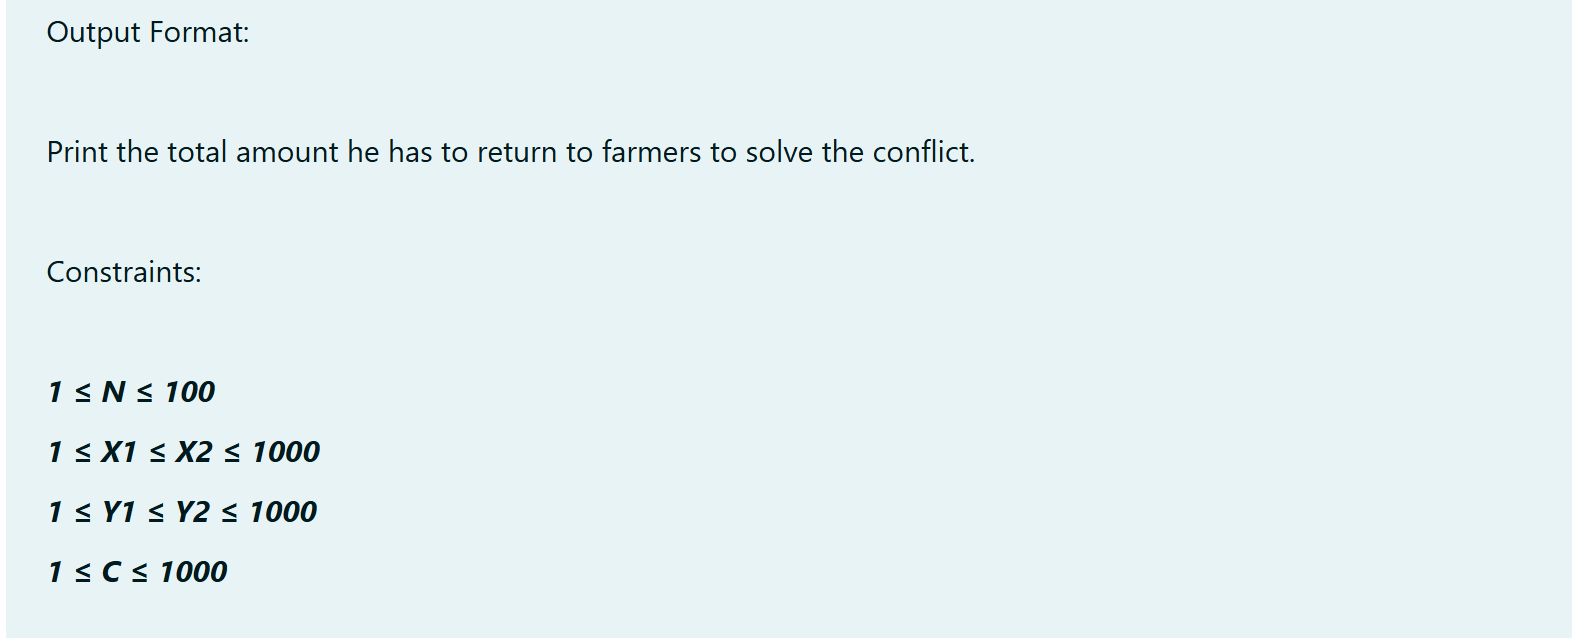 Output Format:
Print the total amount he has to return to farmers to solve the conflict.
Constraints:
1 ≤ N ≤ 100
1 ≤ X1 ≤ X2 ≤ 1000
1 ≤ Y1 ≤ Y2 ≤ 1000
1 ≤ C ≤ 1000